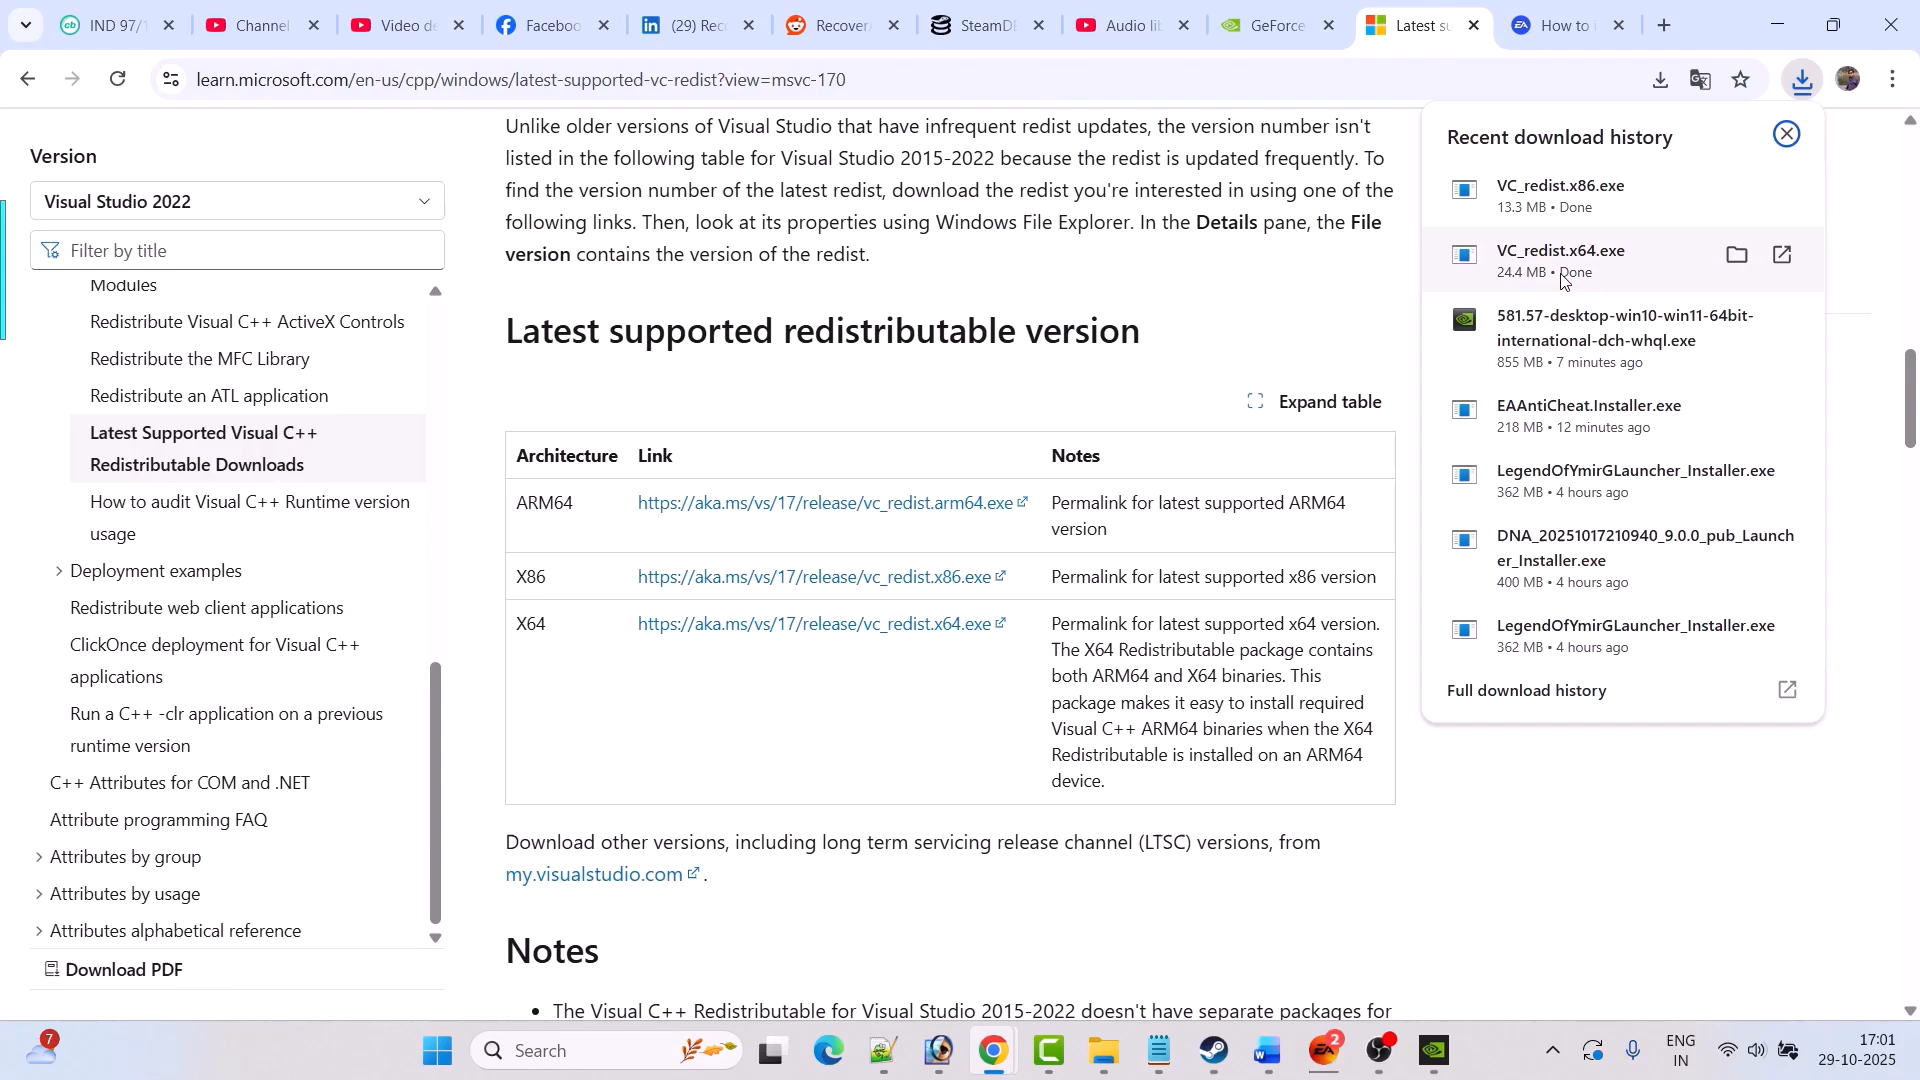 IND 97/1
Channel
Video de
Faceboo
(29) Rec
RecoverA
SteamDB
Audio lib
GeForce
Latest su
How to i
learn.microsoft.com/en-us/cpp/windows/latest-supported-vc-redist?view=msvc-170
Version
Visual Studio 2022
Filter by title
Modules
Redistribute Visual C++ ActiveX Controls
Redistribute the MFC Library
Redistribute an ATL application
Latest Supported Visual C++
Redistributable Downloads
How to audit Visual C++ Runtime version
usage
Deployment examples
Redistribute web client applications
ClickOnce deployment for Visual C++
applications
Run a C++ -clr application on a previous
runtime version
C++ Attributes for COM and .NET
Attribute programming FAQ
Attributes by group
Attributes by usage
Attributes alphabetical reference
Download PDF
Unlike older versions of Visual Studio that have infrequent redist updates, the version number isn't
listed in the following table for Visual Studio 2015-2022 because the redist is updated frequently. To
find the version number of the latest redist, download the redist you're interested in using one of the
following links. Then, look at its properties using Windows File Explorer. In the Details pane, the File
version contains the version of the redist.
Latest supported redistributable version
Expand table
Architecture Link Notes
ARM64 https://aka.ms/vs/17/release/vc_redist.arm64.exe Permalink for latest supported ARM64
version
X86 https://aka.ms/vs/17/release/vc_redist.x86.exe Permalink for latest supported x86 version
X64 https://aka.ms/vs/17/release/vc_redist.x64.exe Permalink for latest supported x64 version.
The X64 Redistributable package contains
both ARM64 and X64 binaries. This
package makes it easy to install required
Visual C++ ARM64 binaries when the X64
Redistributable is installed on an ARM64
device.
Download other versions, including long term servicing release channel (LTSC) versions, from
my.visualstudio.com .
Notes
• The Visual C++ Redistributable for Visual Studio 2015-2022 doesn't have separate packages for
Recent download history
VC_redist.x86.exe
13.3 MB • Done
VC_redist.x64.exe
24.4 MB • Done
581.57-desktop-win10-win11-64bit-
international-dch-whql.exe
855 MB • 7 minutes ago
EAAntiCheat.Installer.exe
218 MB • 12 minutes ago
LegendOfYmirGLauncher_Installer.exe
362 MB • 4 hours ago
DNA_20251017210940_9.0.0_pub_Launch
er_Installer.exe
400 MB • 4 hours ago
LegendOfYmirGLauncher_Installer.exe
362 MB • 4 hours ago
Full download history
7
Search
2
ENG
IN
17:01
29-10-2025